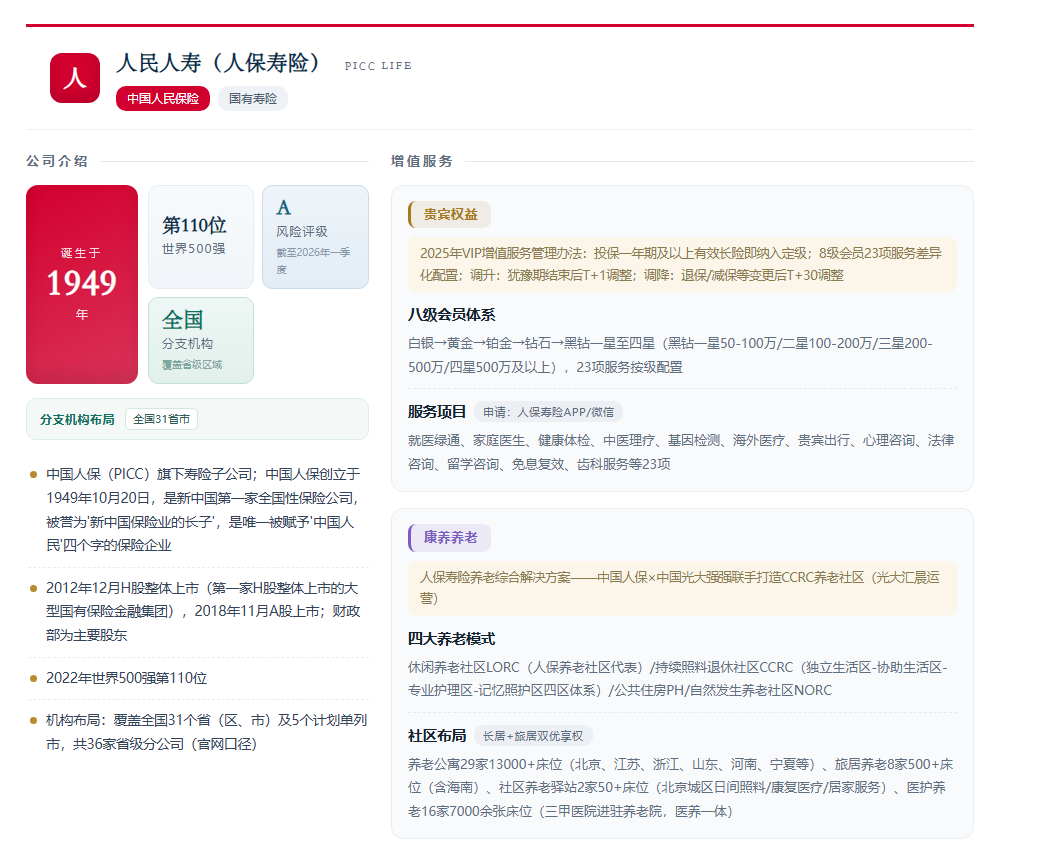 人
人民人寿（人保寿险）
PICC LIFE
中国人民保险
国有寿险
公司介绍
诞生于
1949
年
第110位
世界500强
A
风险评级
截至2026年一季
度
全国
分支机构
覆盖省级区域
分支机构布局
全国31省市
中国人保（PICC）旗下寿险子公司；中国人保创立于
1949年10月20日，是新中国第一家全国性保险公司，
被誉为'新中国保险业的长子'，是唯一被赋予'中国人
民'四个字的保险企业
2012年12月H股整体上市（第一家H股整体上市的大
型国有保险金融集团），2018年11月A股上市；财政
部为主要股东
2022年世界500强第110位
机构布局：覆盖全国31个省（区、市）及5个计划单列
市，共36家省级分公司（官网口径）
增值服务
贵宾权益
2025年VIP增值服务管理办法：投保一年期及以上有效长险即纳入定级；8级会员23项服务差异
化配置；调升：犹豫期结束后T+1调整；调降：退保/减保等变更后T+30调整
八级会员体系
白银→黄金→铂金→钻石→黑钻一星至四星（黑钻一星50-100万/二星100-200万/三星200-
500万/四星500万及以上），23项服务按级配置
服务项目
申请：人保寿险APP/微信
就医绿通、家庭医生、健康体检、中医理疗、基因检测、海外医疗、贵宾出行、心理咨询、法律
咨询、留学咨询、免息复效、齿科服务等23项
康养养老
人保寿险养老综合解决方案——中国人保×中国光大强强联手打造CCRC养老社区（光大汇晨运
营）
四大养老模式
休闲养老社区LORC（人保养老社区代表）/持续照料退休社区CCRC（独立生活区-协助生活区-
专业护理区-记忆照护区四区体系）/公共住房PH/自然发生养老社区NORC
社区布局
长居+旅居双优享权
养老公寓29家13000+床位（北京、江苏、浙江、山东、河南、宁夏等）、旅居养老8家500+床
位（含海南）、社区养老驿站2家50+床位（北京城区日间照料/康复医疗/居家服务）、医护养
老16家7000余张床位（三甲医院进驻养老院，医养一体）